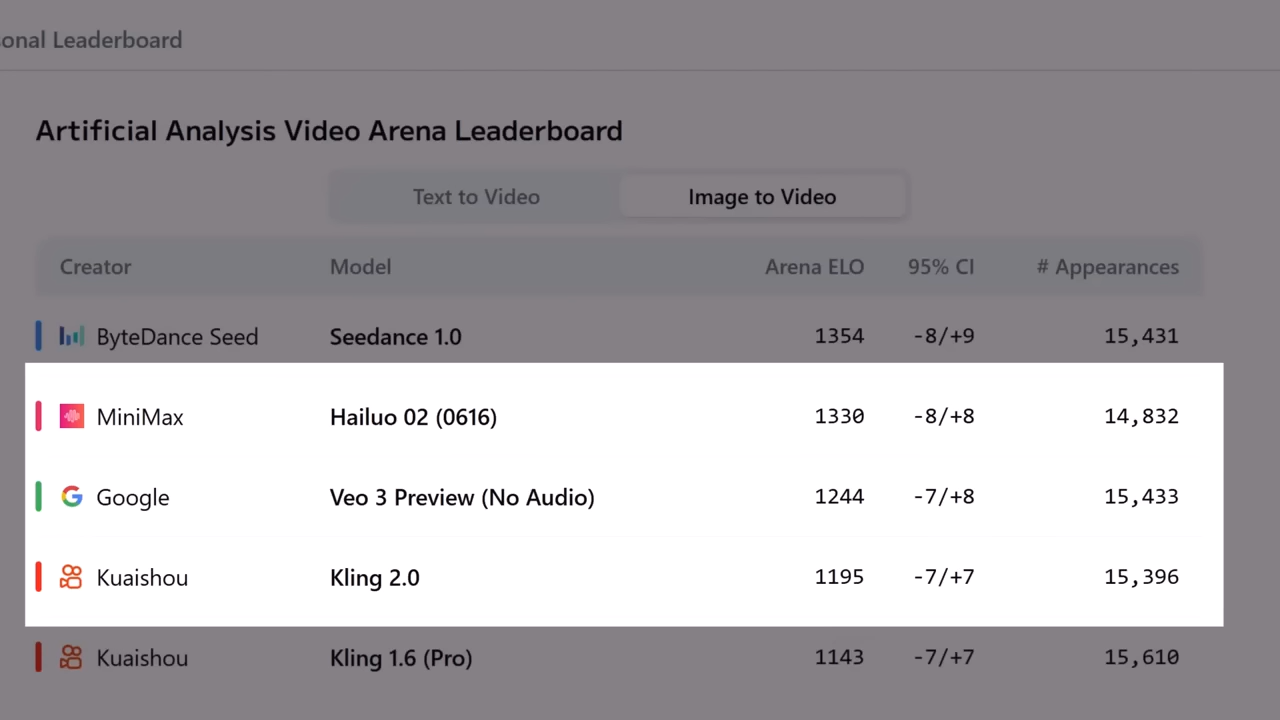 onal Leaderboard
Artificial Analysis Video Arena Leaderboard
Text to Video Image to Video
Creator Model Arena ELO 95% CI # Appearances
ByteDance Seed Seedance 1.0 1354 -8/+9 15,431
MiniMax Hailuo 02 (0616) 1330 -8/+8 14,832
Google Veo 3 Preview (No Audio) 1244 -7/+8 15,433
Kuaishou Kling 2.0 1195 -7/+7 15,396
Kuaishou Kling 1.6 (Pro) 1143 -7/+7 15,610